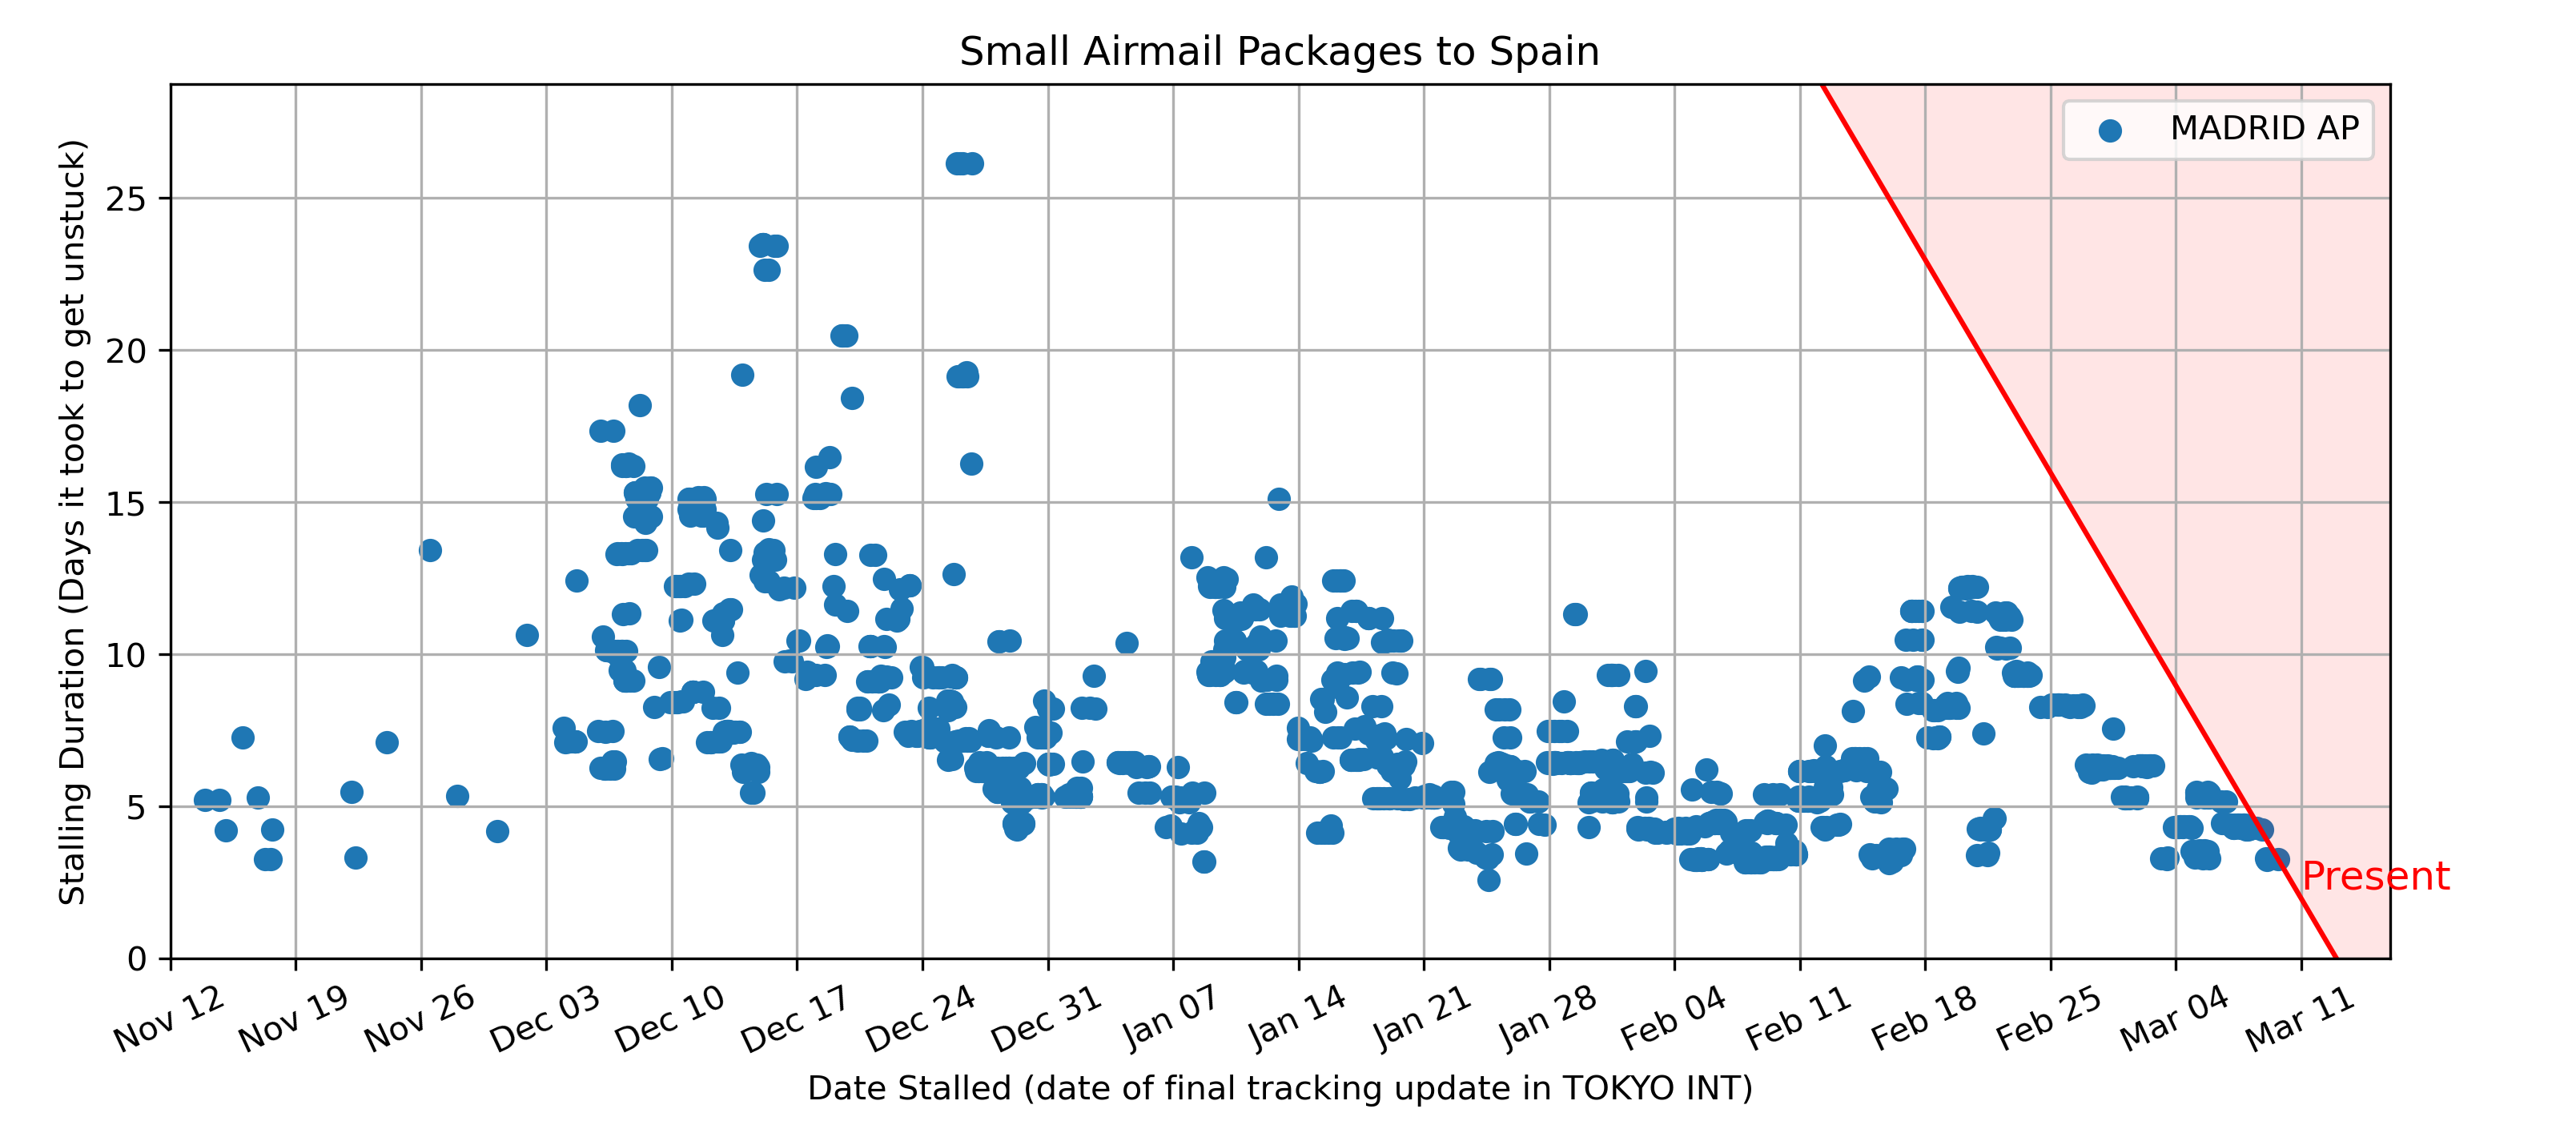 Small Airmail Packages to Spain
MADRID AP
Stalling Duration (Days it took to get unstuck)
25
20
15
10
5
0
Present
Nov 12
Nov 19
Nov 26
Dec 03
Dec 10
Dec 17
Dec 24
Dec 31
Jan 07
Jan 14
Jan 21
Jan 28
Feb 04
Feb 11
Feb 18
Feb 25
Mar 04
Mar 11
Date Stalled (date of final tracking update in TOKYO INT)